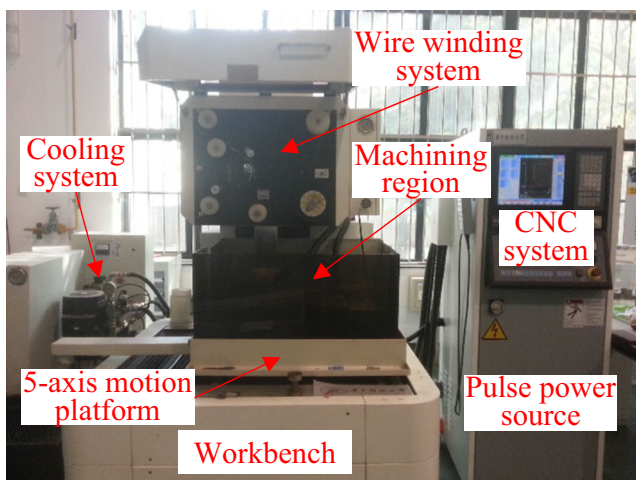 Wire winding
system
Cooling
system
Machining
region
CNC
system
5-axis motion
platform
Pulse power
source
Workbench